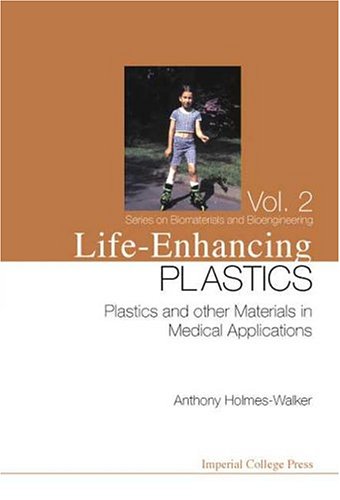 Vol. 2
Series on Biomaterials and Bioengineering
Life-Enhancing
PLASTICS
Plastics and other Materials in
Medical Applications
Anthony Holmes-Walker
Imperial College Press